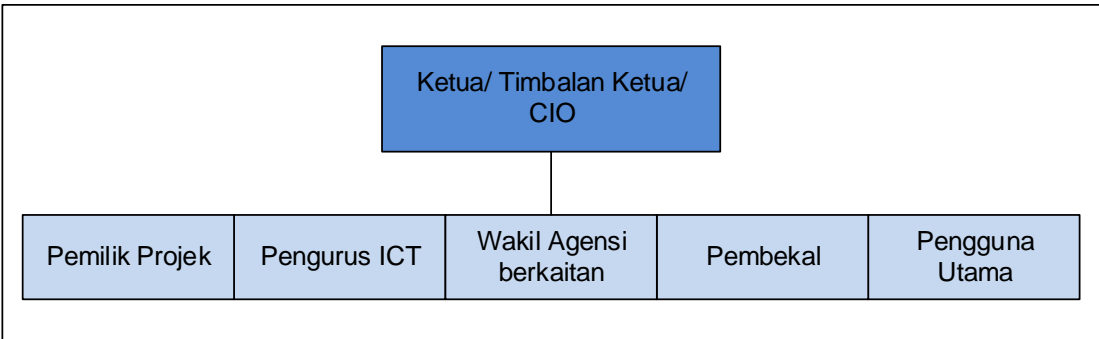 Ketua/ Timbalan Ketua/
CIO
Pemilik Projek
Pengurus ICT
Wakil Agensi
berkaitan
Pembekal
Pengguna
Utama